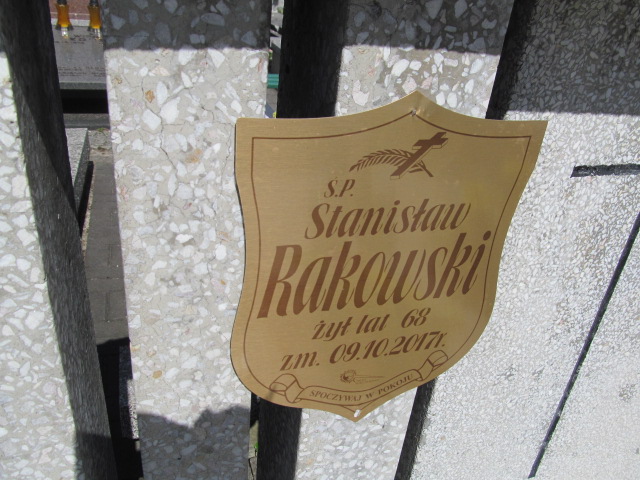 Ś.P.
Stanisław
Rakowski
żył lat 68
zm. 09.10.2017r.
SPOCZYWAJ W POKOJU